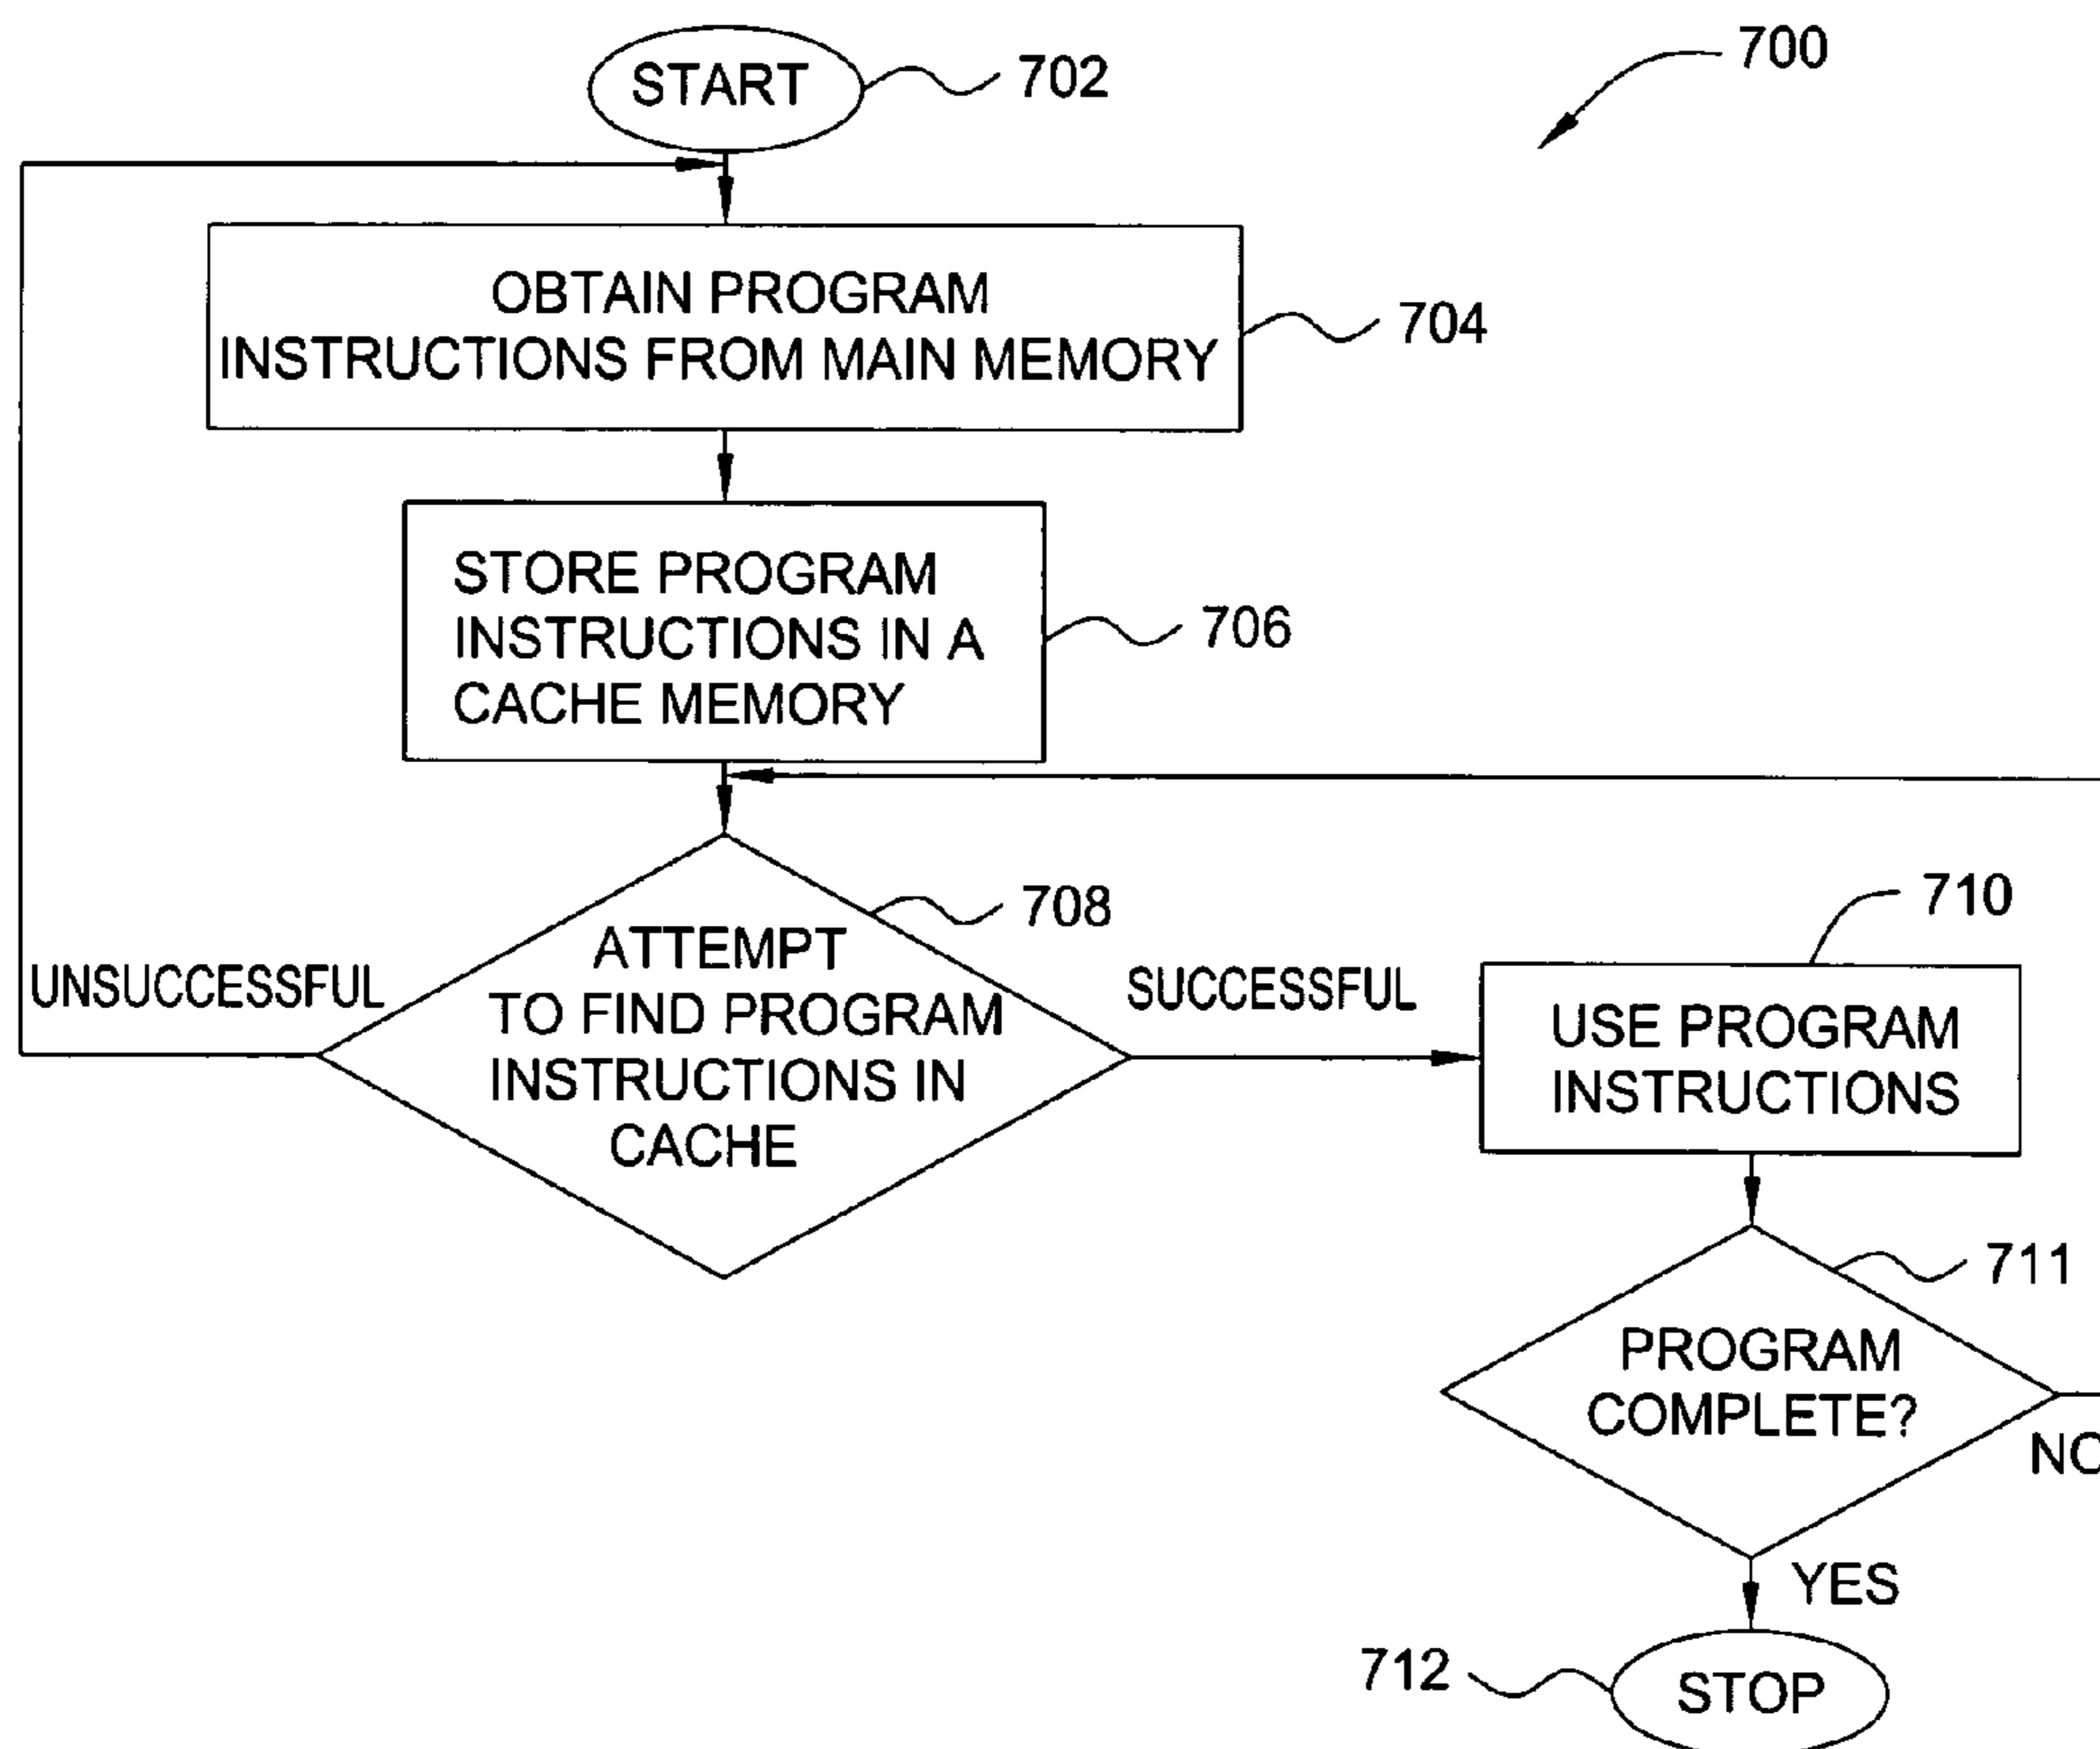 START
702
700
OBTAIN PROGRAM
INSTRUCTIONS FROM MAIN MEMORY
704
STORE PROGRAM
INSTRUCTIONS IN A
CACHE MEMORY
706
708
ATTEMPT
TO FIND PROGRAM
INSTRUCTIONS IN
CACHE
UNSUCCESSFUL
SUCCESSFUL
710
USE PROGRAM
INSTRUCTIONS
711
PROGRAM
COMPLETE?
NO
YES
712
STOP